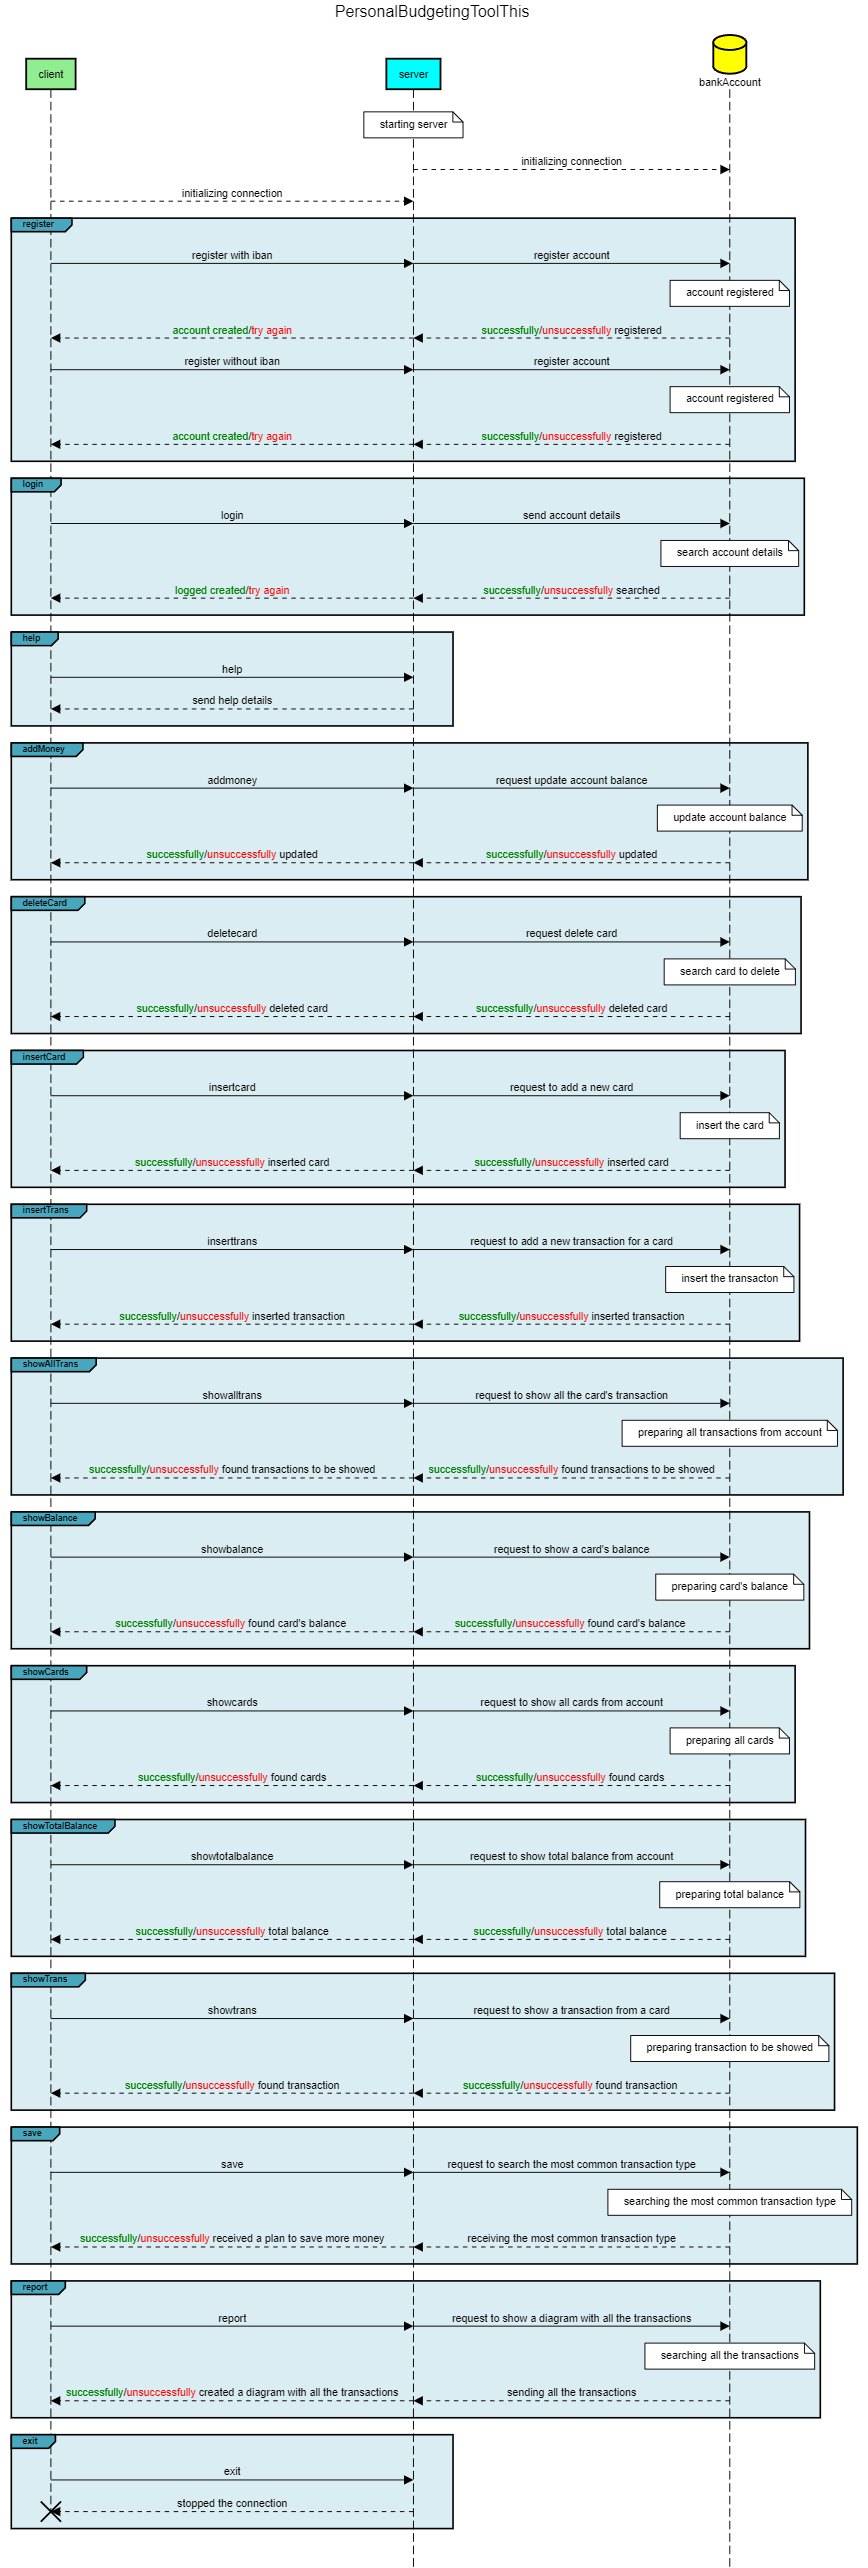 PersonalBudgetingToolThis
client
server
bankAccount
starting server
initializing connection
initializing connection
register
register with iban
register account
account registered
account created/try again
successfully/unsuccessfully registered
register without iban
register account
account registered
account created/try again
successfully/unsuccessfully registered
login
login
send account details
search account details
logged created/try again
successfully/unsuccessfully searched
help
help
send help details
addMoney
addmoney
request update account balance
update account balance
successfully/unsuccessfully updated
successfully/unsuccessfully updated
deleteCard
deletecard
request delete card
search card to delete
successfully/unsuccessfully deleted card
successfully/unsuccessfully deleted card
insertCard
insertcard
request to add a new card
insert the card
successfully/unsuccessfully inserted card
successfully/unsuccessfully inserted card
insertTrans
inserttrans
request to add a new transaction for a card
insert the transacton
successfully/unsuccessfully inserted transaction
successfully/unsuccessfully inserted transaction
showAllTrans
showalltrans
request to show all the card's transaction
preparing all transactions from account
successfully/unsuccessfully found transactions to be showed
successfully/unsuccessfully found transactions to be showed
showBalance
showbalance
request to show a card's balance
preparing card's balance
successfully/unsuccessfully found card's balance
successfully/unsuccessfully found card's balance
showCards
showcards
request to show all cards from account
preparing all cards
successfully/unsuccessfully found cards
successfully/unsuccessfully found cards
showTotalBalance
showtotalbalance
request to show total balance from account
preparing total balance
successfully/unsuccessfully total balance
successfully/unsuccessfully total balance
showTrans
showtrans
request to show a transaction from a card
preparing transaction to be showed
successfully/unsuccessfully found transaction
successfully/unsuccessfully found transaction
save
save
request to search the most common transaction type
searching the most common transaction type
successfully/unsuccessfully received a plan to save more money
receiving the most common transaction type
report
report
request to show a diagram with all the transactions
searching all the transactions
successfully/unsuccessfully created a diagram with all the transactions
sending all the transactions
exit
exit
stopped the connection